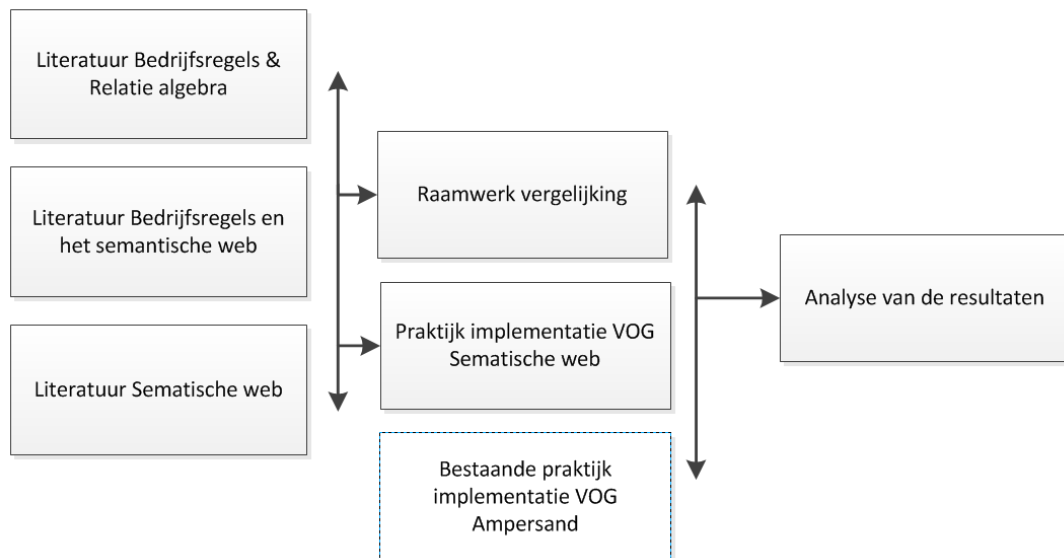 Literatuur Bedrijfsregels &
Relatie algebra
Literatuur Bedrijfsregels en
het semantische web
Literatuur Sematische web
Raamwerk vergelijking
Praktijk implementatie VOG
Sematische web
Bestaande praktijk
implementatie VOG
Ampersand
Analyse van de resultaten